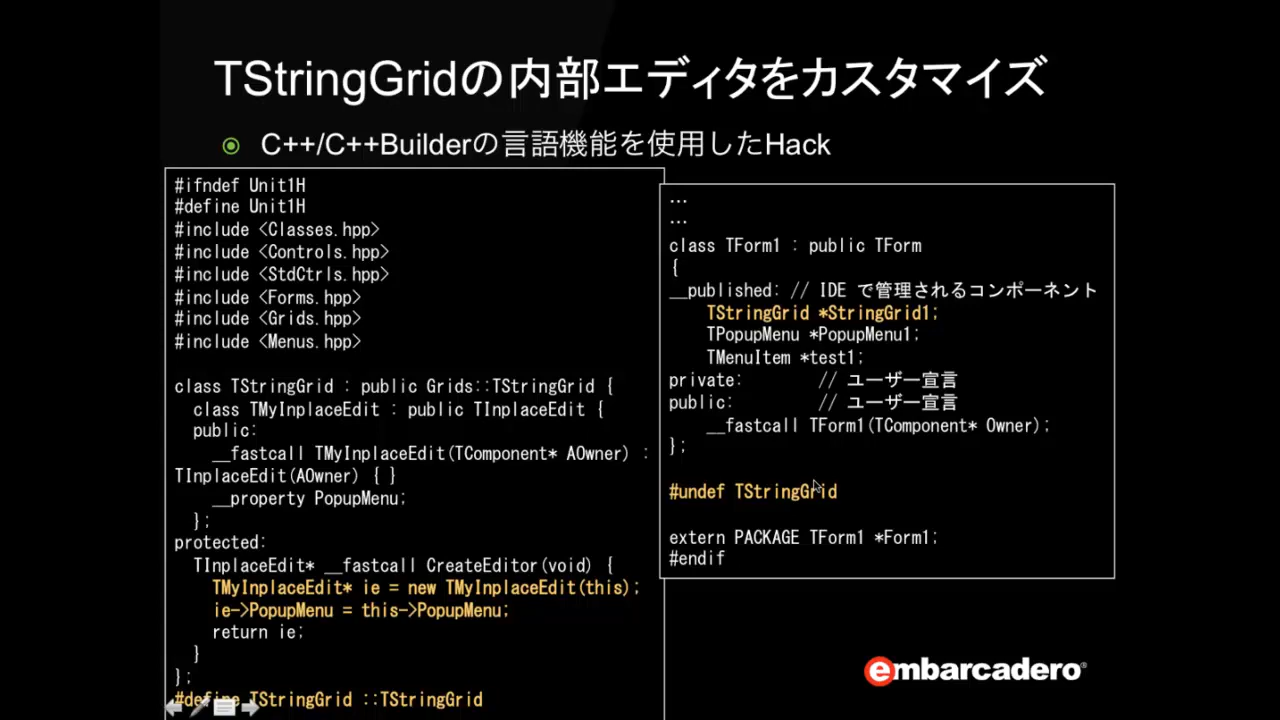 TStringGridの内部エディタをカスタマイズ
C++/C++Builderの言語機能を使用したHack
#ifndef Unit1H
#define Unit1H
#include <Classes.hpp>
#include <Controls.hpp>
#include <StdCtrls.hpp>
#include <Forms.hpp>
#include <Grids.hpp>
#include <Menus.hpp>
class TStringGrid : public Grids::TStringGrid {
class TMyInplaceEdit : public TInplaceEdit {
public:
__fastcall TMyInplaceEdit(TComponent* AOwner) :
TInplaceEdit(AOwner) { }
__property PopupMenu;
};
protected:
TInplaceEdit* __fastcall CreateEditor(void) {
TMyInplaceEdit* ie = new TMyInplaceEdit(this);
ie->PopupMenu = this->PopupMenu;
return ie;
}
};
#define TStringGrid ::TStringGrid
...
...
class TForm1 : public TForm
{
__published: // IDE で管理されるコンポーネント
TStringGrid *StringGrid1;
TPopupMenu *PopupMenu1;
TMenuItem *test1;
private: // ユーザー宣言
public: // ユーザー宣言
__fastcall TForm1(TComponent* Owner);
};
#undef TStringGrid
extern PACKAGE TForm1 *Form1;
#endif
embarcadero®